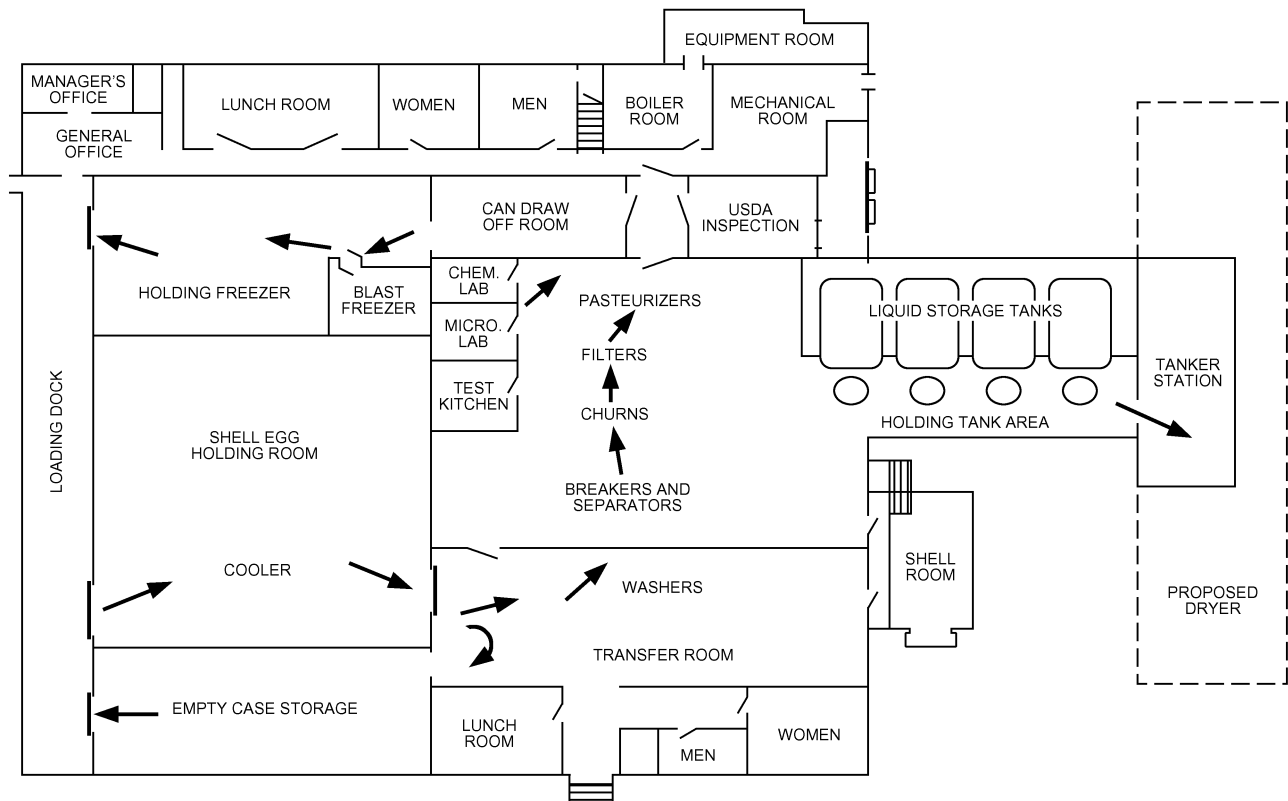 EQUIPMENT ROOM
MANAGER'S
OFFICE
LUNCH ROOM
WOMEN
MEN
BOILER
ROOM
MECHANICAL
ROOM
GENERAL
OFFICE
CAN DRAW
OFF ROOM
USDA
INSPECTION
HOLDING FREEZER
BLAST
FREEZER
CHEM.
LAB
PASTEURIZERS
LIQUID STORAGE TANKS
MICRO.
LAB
FILTERS
TANKER
STATION
TEST
KITCHEN
CHURNS
HOLDING TANK AREA
LOADING DOCK
SHELL EGG
HOLDING ROOM
BREAKERS AND
SEPARATORS
COOLER
WASHERS
SHELL
ROOM
PROPOSED
DRYER
TRANSFER ROOM
EMPTY CASE STORAGE
LUNCH
ROOM
MEN
WOMEN